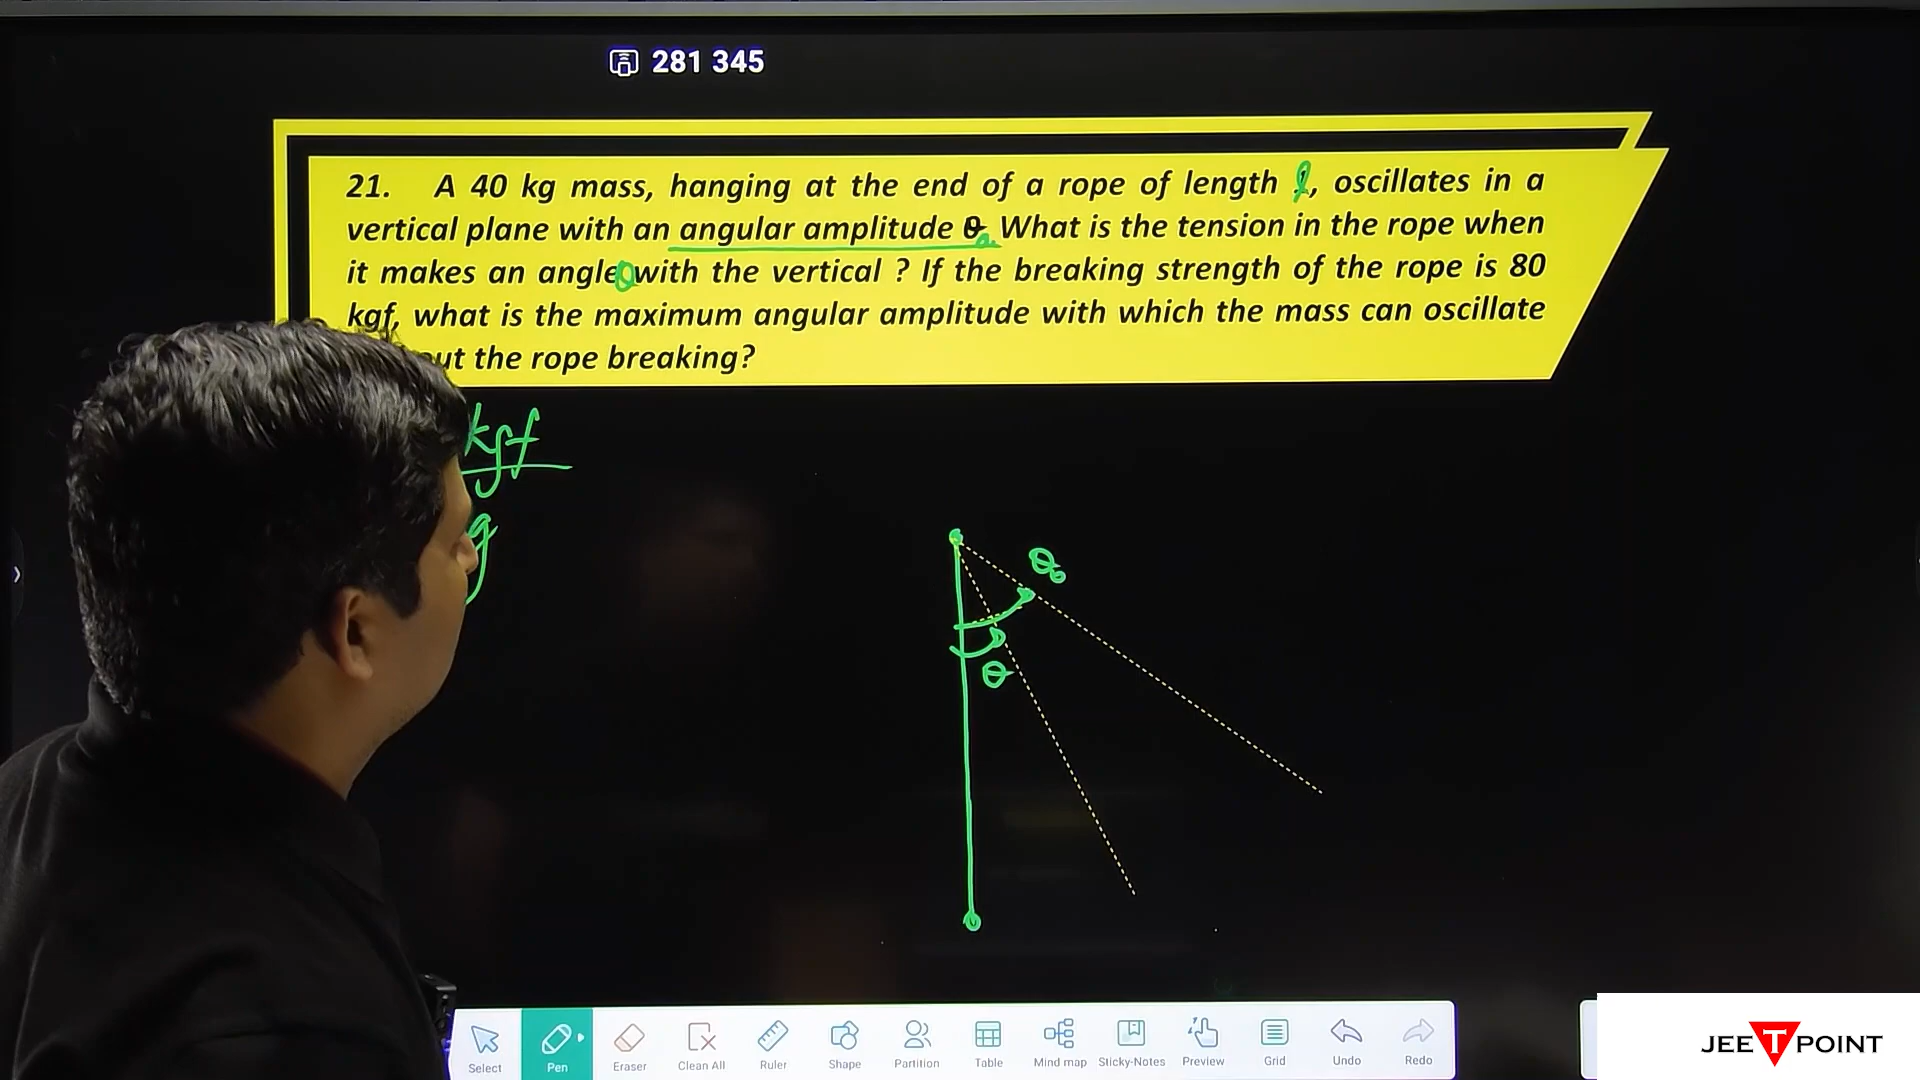 281 345
21. A 40 kg mass, hanging at the end of a rope of length l, oscillates in a
vertical plane with an angular amplitude θ₀. What is the tension in the rope when
it makes an angle θ with the vertical ? If the breaking strength of the rope is 80
kgf, what is the maximum angular amplitude with which the mass can oscillate
out the rope breaking?
kgf
g
θ₀
θ
Select Pen Eraser Clean All Ruler Shape Partition Table Mind map Sticky-Notes Preview Grid Undo Redo
JEE T POINT